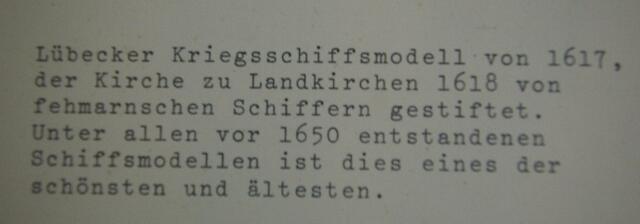 Lübecker Kriegsschiffsmodell von 1617,
der Kirche zu Landkirchen 1618 von
fehmarnschen Schiffern gestiftet.
Unter allen vor 1650 entstandenen
Schiffsmodellen ist dies eines der
schönsten und ältesten.